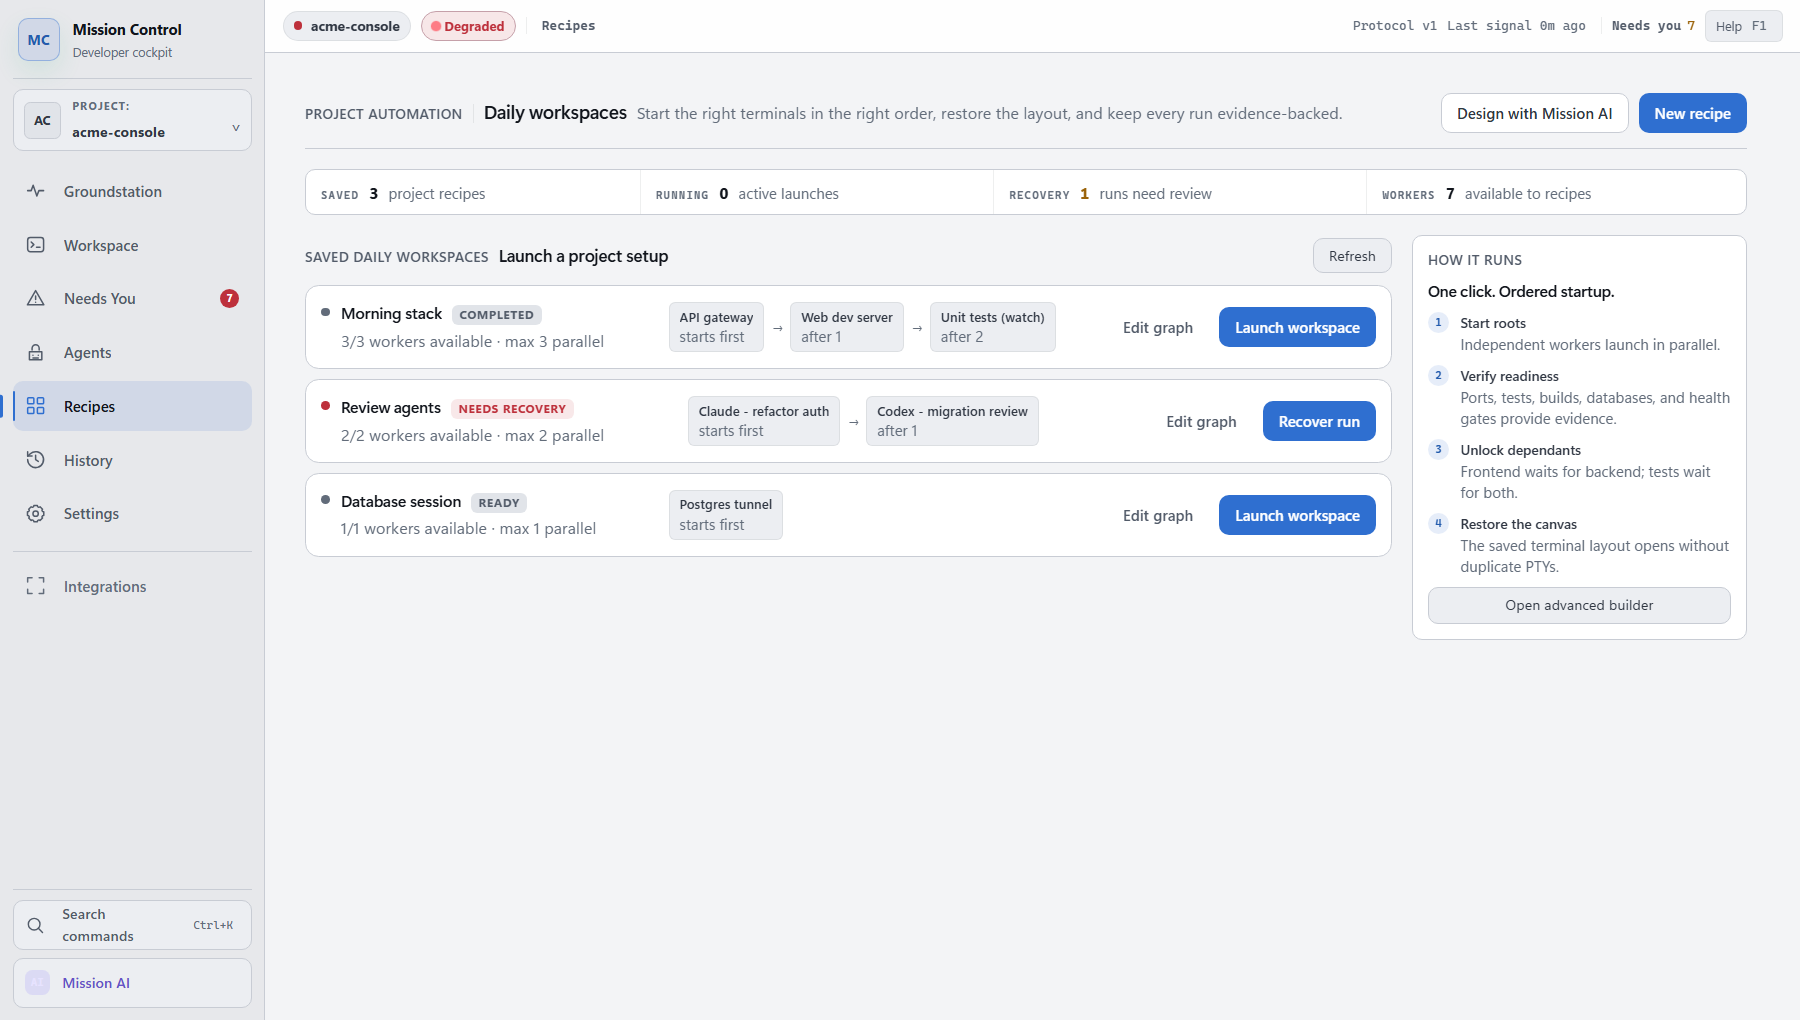 MC
Mission Control
Developer cockpit
AC
PROJECT:
acme-console
v
Groundstation
Workspace
Needs You
7
Agents
Recipes
History
Settings
Integrations
Search commands
Ctrl+K
AI
Mission AI
acme-console
Degraded
Recipes
Protocol v1 Last signal 0m ago
Needs you 7
Help F1
PROJECT AUTOMATION
Daily workspaces
Start the right terminals in the right order, restore the layout, and keep every run evidence-backed.
Design with Mission AI
New recipe
SAVED 3 project recipes
RUNNING 0 active launches
RECOVERY 1 runs need review
WORKERS 7 available to recipes
SAVED DAILY WORKSPACES
Launch a project setup
Refresh
Morning stack
COMPLETED
3/3 workers available · max 3 parallel
API gateway
starts first
→
Web dev server
after 1
→
Unit tests (watch)
after 2
Edit graph
Launch workspace
Review agents
NEEDS RECOVERY
2/2 workers available · max 2 parallel
Claude - refactor auth
starts first
→
Codex - migration review
after 1
Edit graph
Recover run
Database session
READY
1/1 workers available · max 1 parallel
Postgres tunnel
starts first
Edit graph
Launch workspace
HOW IT RUNS
One click. Ordered startup.
1
Start roots
Independent workers launch in parallel.
2
Verify readiness
Ports, tests, builds, databases, and health
gates provide evidence.
3
Unlock dependants
Frontend waits for backend; tests wait
for both.
4
Restore the canvas
The saved terminal layout opens without
duplicate PTYs.
Open advanced builder